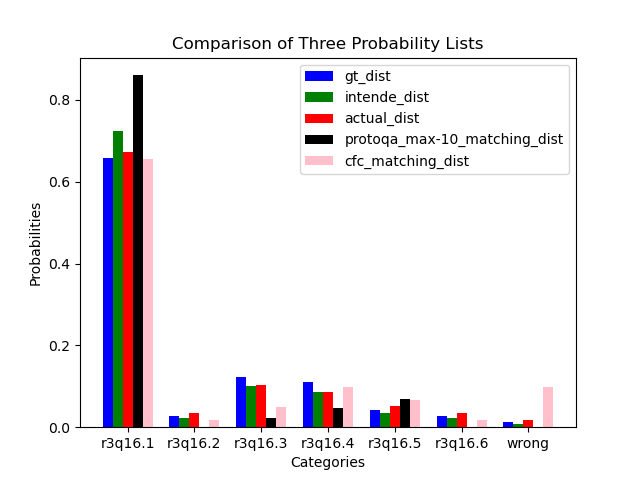 Comparison of Three Probability Lists
gt_dist
intende_dist
actual_dist
protoqa_max-10_matching_dist
cfc_matching_dist
Probabilities
0.8
0.6
0.4
0.2
0.0
r3q16.1 r3q16.2 r3q16.3 r3q16.4 r3q16.5 r3q16.6 wrong
Categories